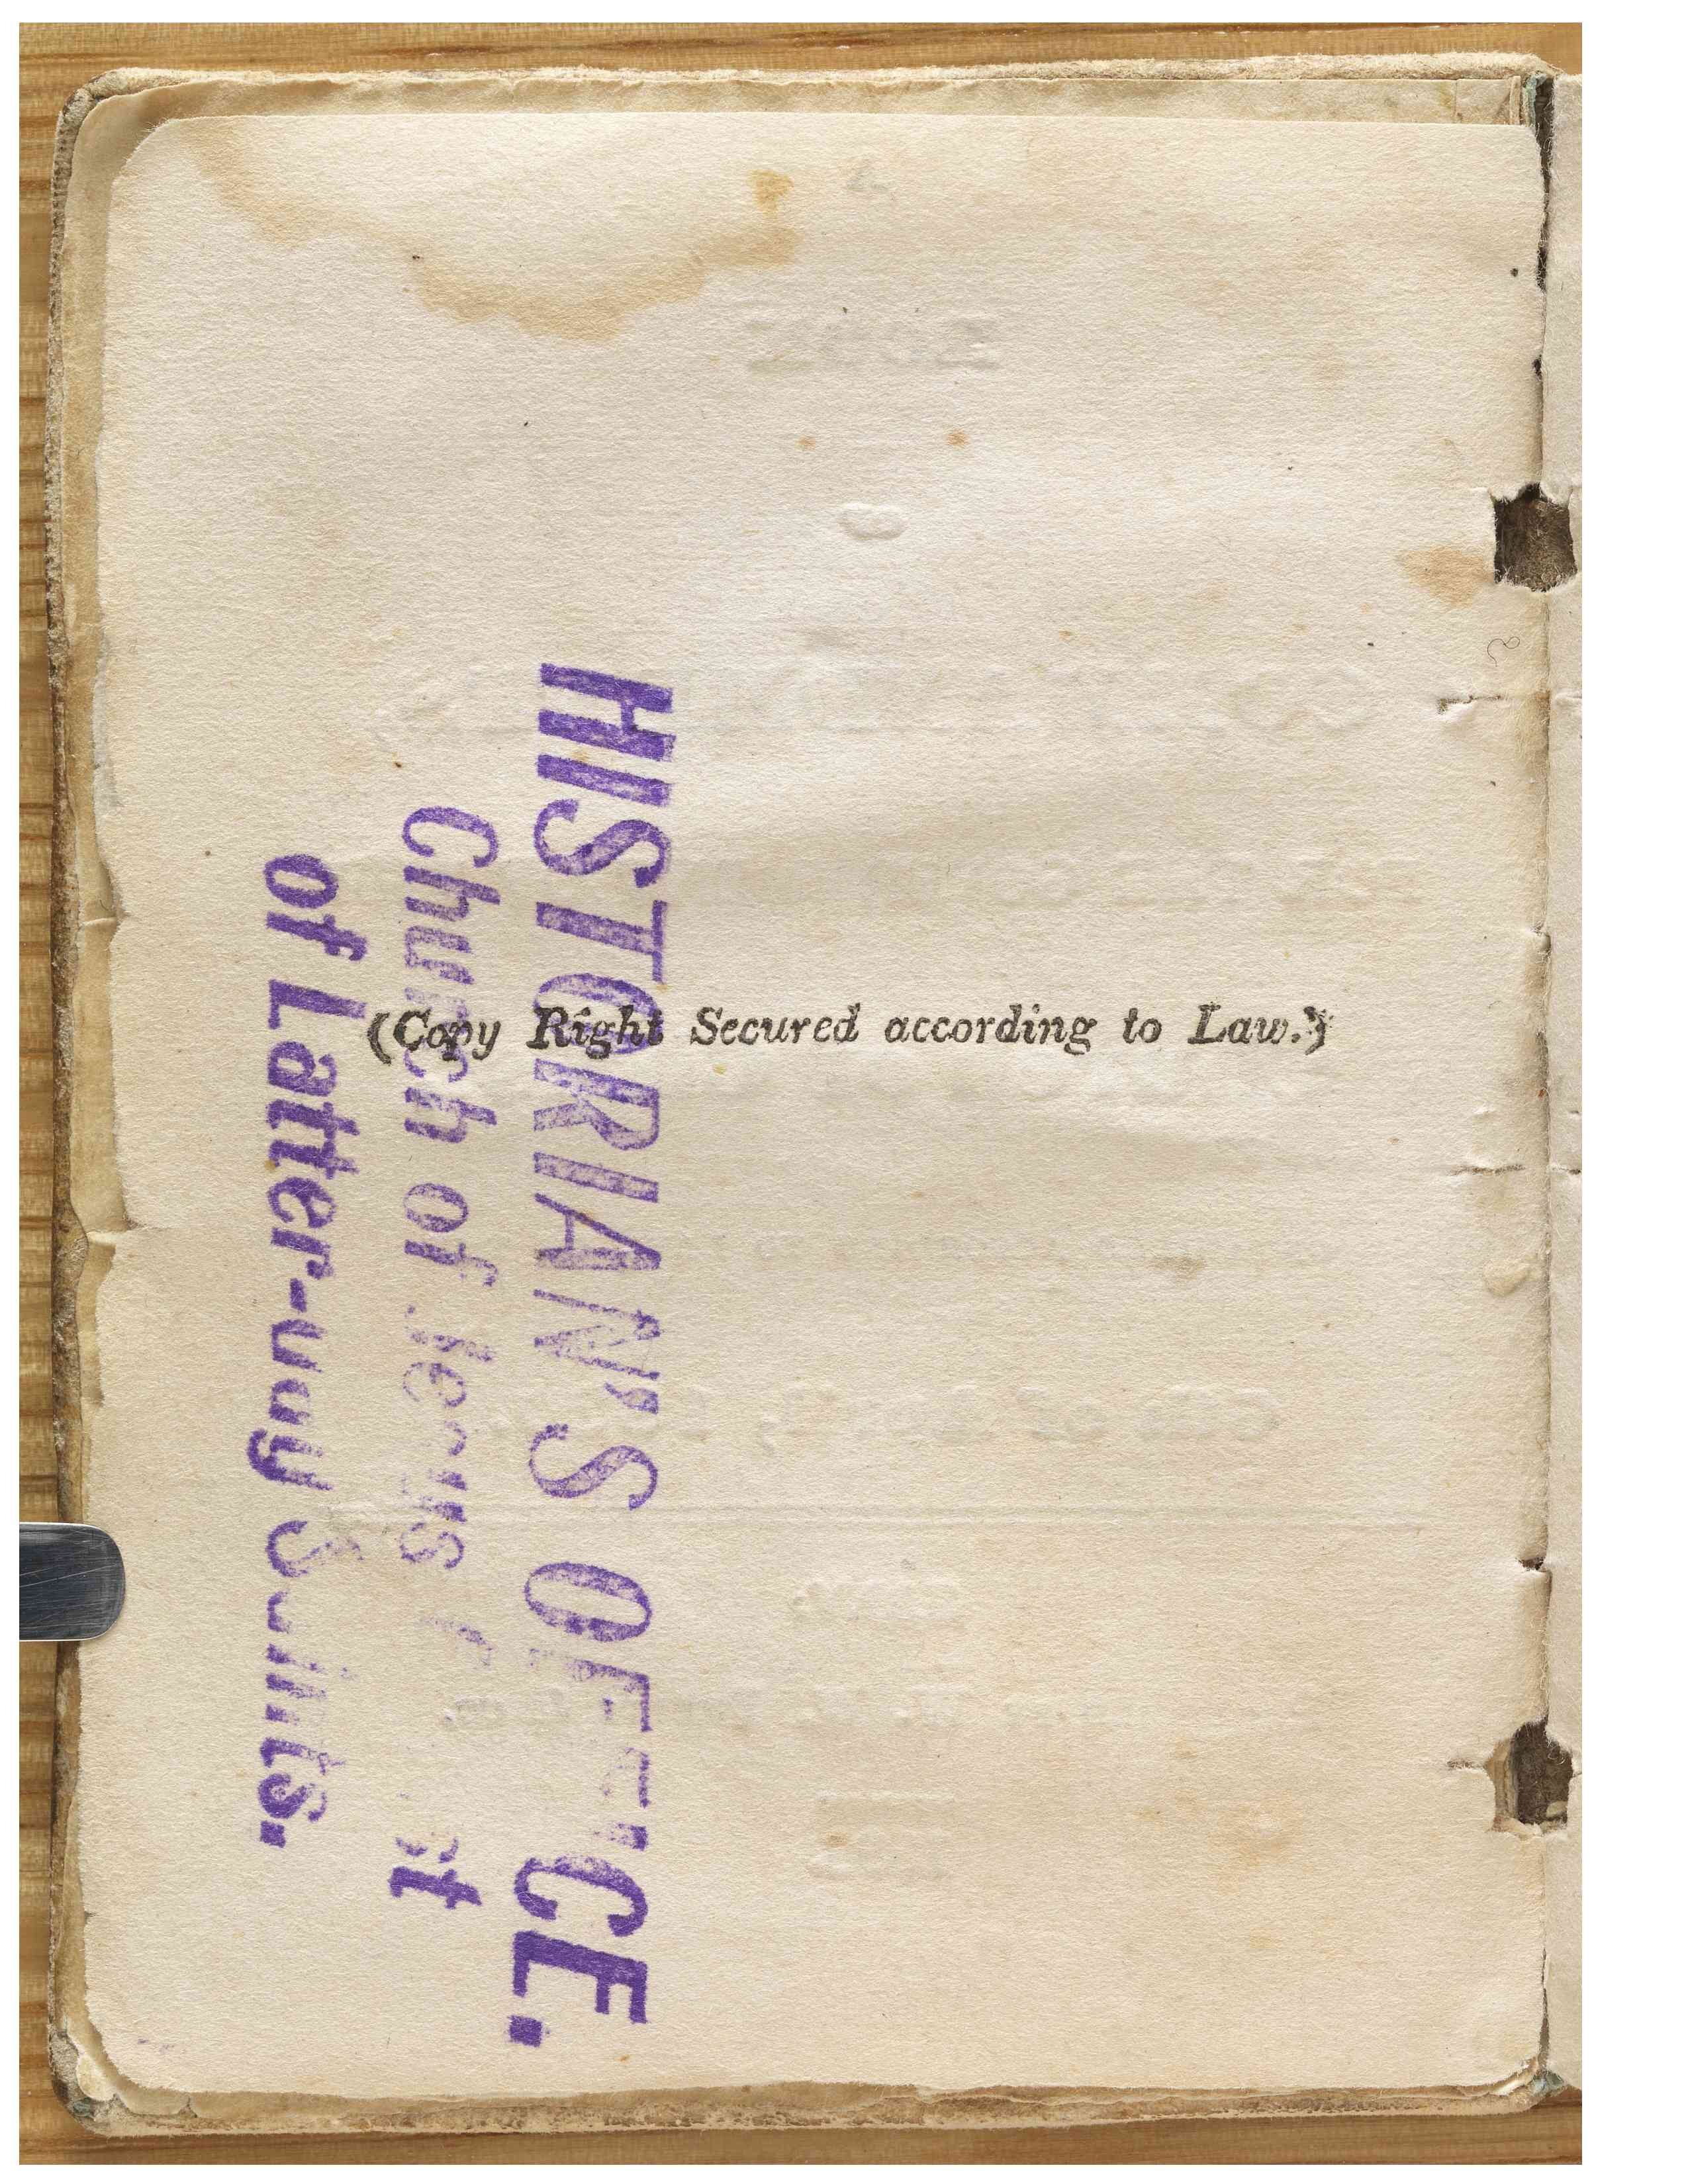 (Copy Right Secured according to Law.)
HISTORIAN'S OFFICE.
Church of Jesus Christ
of Latter-day Saints.